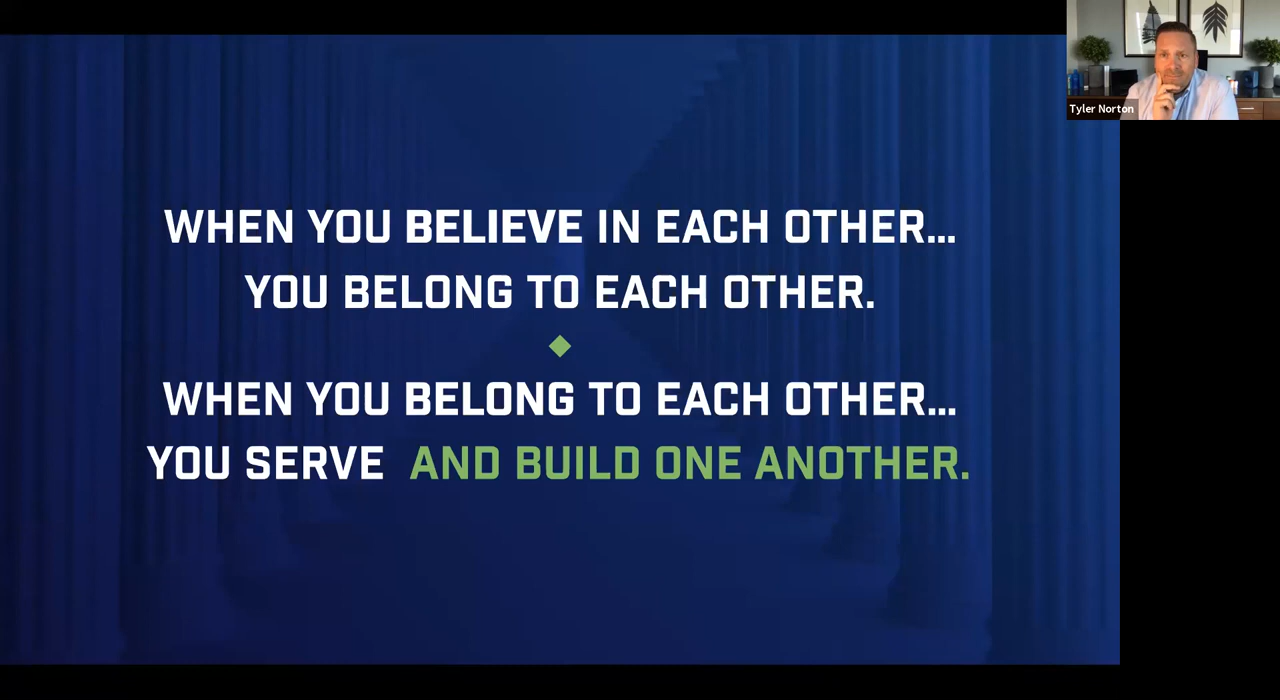 WHEN YOU BELIEVE IN EACH OTHER...
YOU BELONG TO EACH OTHER.
WHEN YOU BELONG TO EACH OTHER...
YOU SERVE AND BUILD ONE ANOTHER.
Tyler Norton